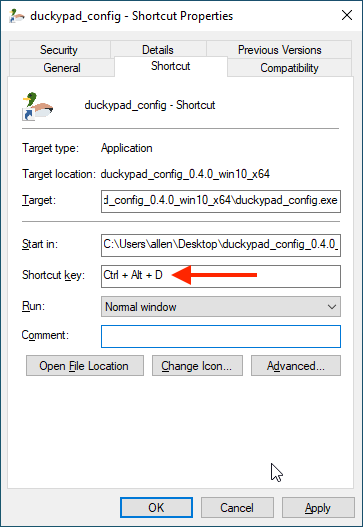 duckypad_config - Shortcut Properties
Security Details Previous Versions
General Shortcut Compatibility
duckypad_config - Shortcut
Target type: Application
Target location: duckypad_config_0.4.0_win10_x64
Target: d_config_0.4.0_win10_x64\duckypad_config.exe
Start in: C:\Users\allen\Desktop\duckypad_config_0.4.0_
Shortcut key: Ctrl + Alt + D
Run: Normal window
Comment:
Open File Location Change Icon... Advanced...
OK Cancel Apply